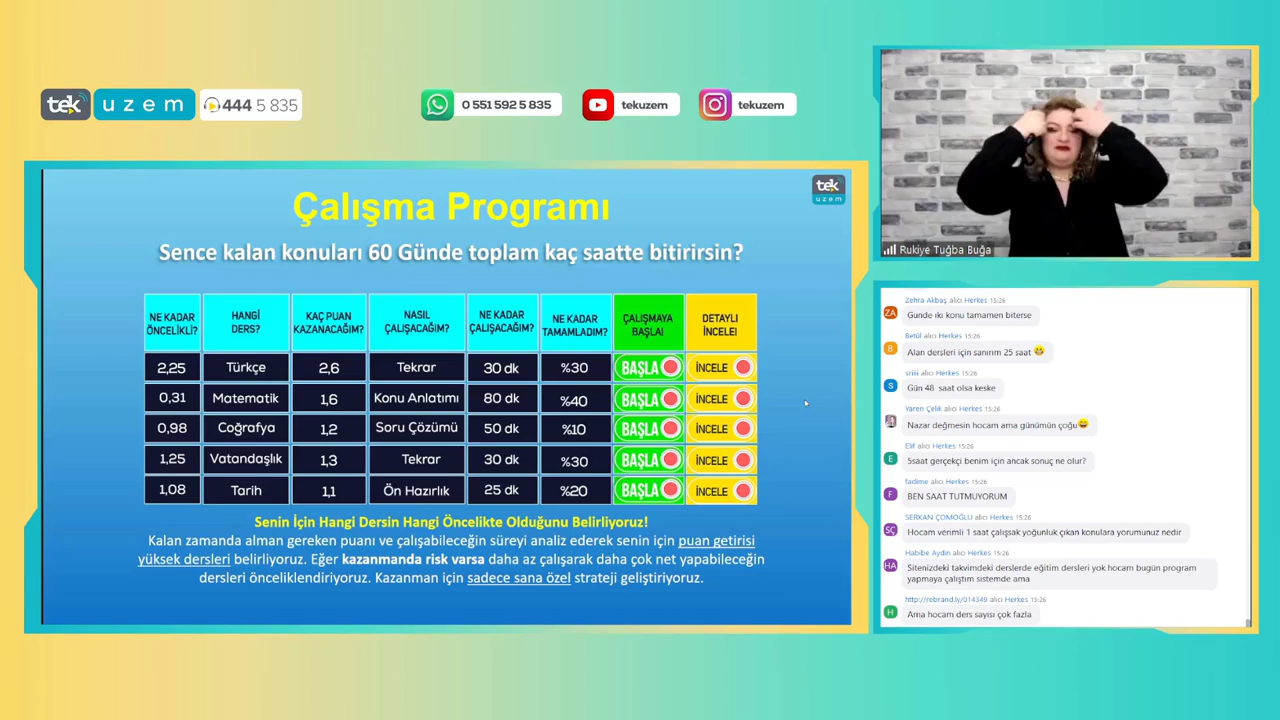 tek
uzem
444 5 835
0 551 592 5 835
tekuzem
tekuzem
tek
uzem
Çalışma Programı
Sence kalan konuları 60 Günde toplam kaç saatte bitirirsin?
NE KADAR ÖNCELİKLİ?
HANGİ DERS?
KAÇ PUAN KAZANACAĞIM?
NASIL ÇALIŞACAĞIM?
NE KADAR ÇALIŞACAĞIM?
NE KADAR TAMAMLADIM?
ÇALIŞMAYA BAŞLA!
DETAYLI İNCELE!
2,25 Türkçe 2,6 Tekrar 30 dk %30 BAŞLA İNCELE
0,31 Matematik 1,6 Konu Anlatımı 80 dk %40 BAŞLA İNCELE
0,98 Coğrafya 1,2 Soru Çözümü 50 dk %10 BAŞLA İNCELE
1,25 Vatandaşlık 1,3 Tekrar 30 dk %30 BAŞLA İNCELE
1,08 Tarih 1,1 Ön Hazırlık 25 dk %20 BAŞLA İNCELE
Senin İçin Hangi Dersin Hangi Öncelikte Olduğunu Belirliyoruz!
Kalan zamanda alman gereken puanı ve çalışabileceğin süreyi analiz ederek senin için puan getirisi
yüksek dersleri belirliyoruz. Eğer kazanmanda risk varsa daha az çalışarak daha çok net yapabileceğin
dersleri önceliklendiriyoruz. Kazanman için sadece sana özel strateji geliştiriyoruz.
Rukiye Tuğba Buğa
Zehra Akbaş alıcı Herkes 15:26
ZA
Gunde ıkı konu tamamen biterse
Betül alıcı Herkes 15:26
B
Alan dersleri için sanırım 25 saat
sriiii alıcı Herkes 15:26
S
Gün 48 saat olsa keske
Yaren Çelik alıcı Herkes 15:26
Nazar değmesin hocam ama günümün çoğu
Elif alıcı Herkes 15:26
E
5saat gerçekçi benim için ancak sonuç ne olur?
fadime alıcı Herkes 15:26
F
BEN SAAT TUTMUYORUM
SERKAN ÇOMOĞLU alıcı Herkes 15:26
SÇ
Hocam verimli 1 saat çalışsak yoğunluk çıkan konulara yorumunuz nedir
Habibe Aydın alıcı Herkes 15:26
HA
Sitenizdeki takvimdeki derslerde eğitim dersleri yok hocam bugün program
yapmaya çalıştım sistemde ama
http://rebrand.ly/014349 alıcı Herkes 15:26
H
Ama hocam ders sayısı çok fazla